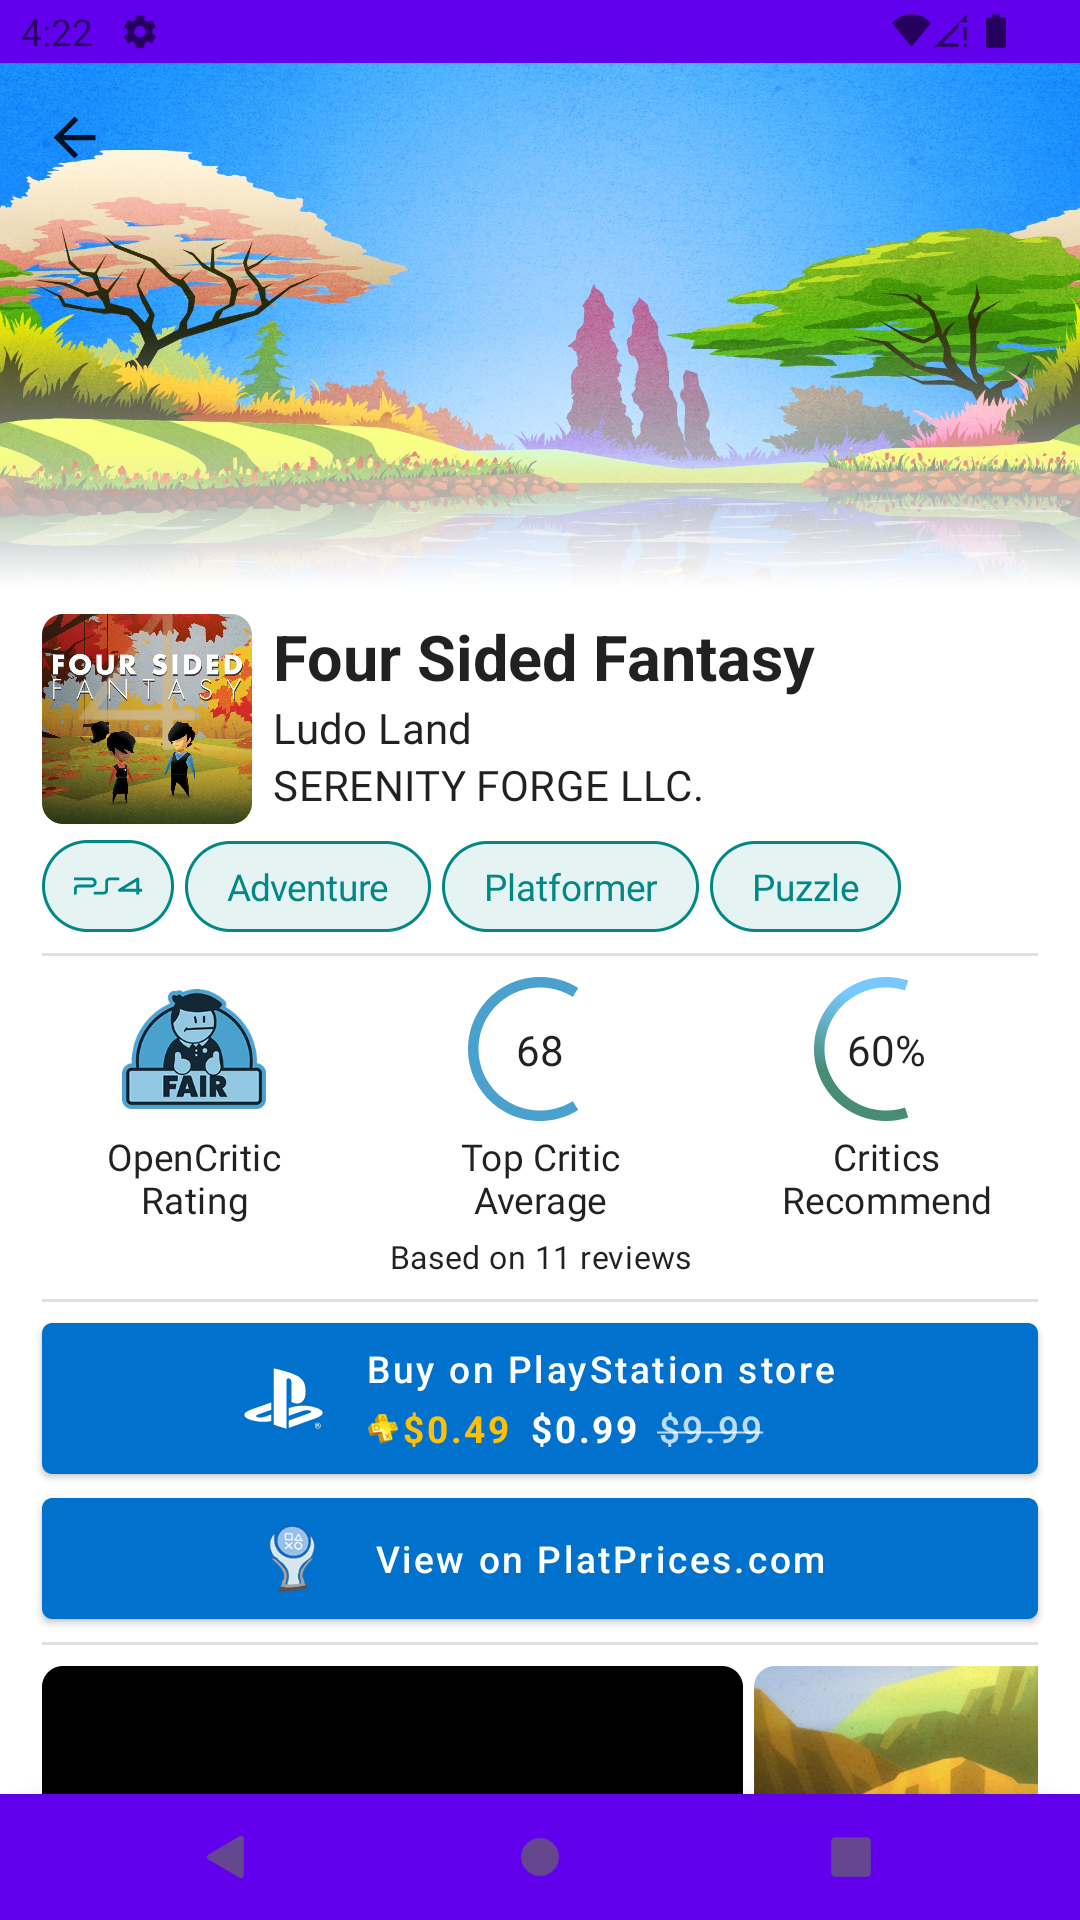 4:22
FOUR SIDED
FANTASY
Four Sided Fantasy
Ludo Land
SERENITY FORGE LLC.
PS4
Adventure
Platformer
Puzzle
FAIR
68
60%
OpenCritic
Rating
Top Critic
Average
Critics
Recommend
Based on 11 reviews
Buy on PlayStation store
$0.49 $0.99 $9.99
View on PlatPrices.com